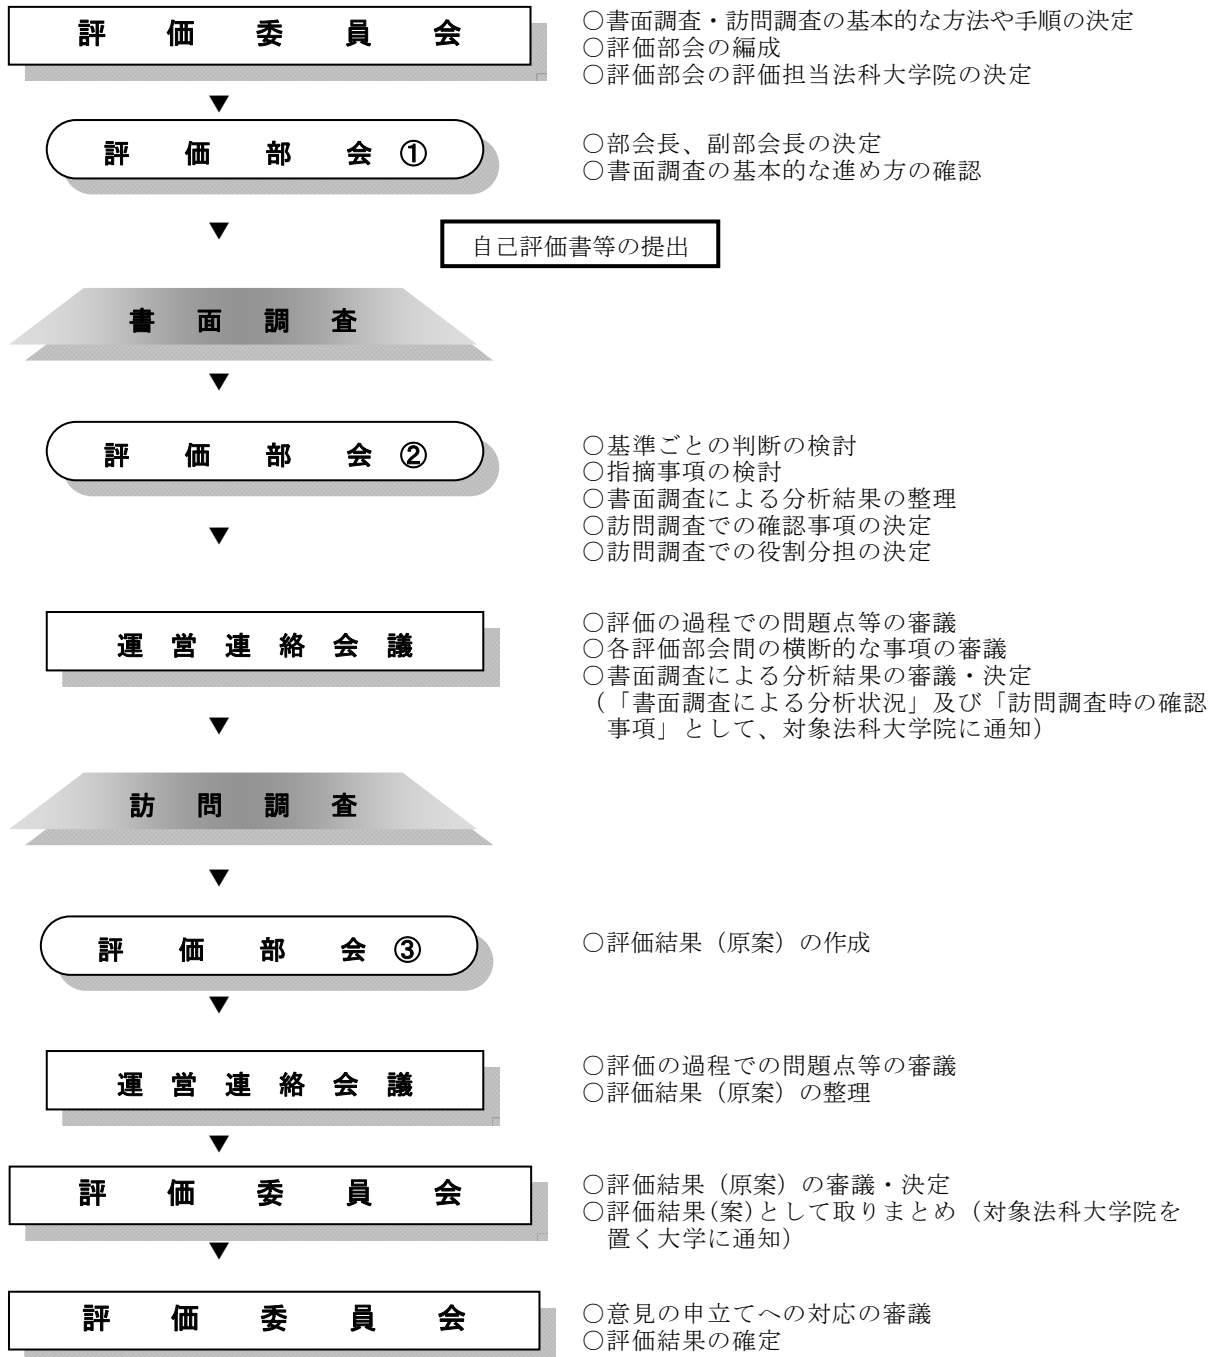 評価委員会
○書面調査・訪問調査の基本的な方法や手順の決定
○評価部会の編成
○評価部会の評価担当法科大学院の決定
▼
評価部会①
○部会長、副部会長の決定
○書面調査の基本的な進め方の確認
▼
自己評価書等の提出
書面調査
▼
評価部会②
○基準ごとの判断の検討
○指摘事項の検討
○書面調査による分析結果の整理
○訪問調査での確認事項の決定
○訪問調査での役割分担の決定
▼
運営連絡会議
○評価の過程での問題点等の審議
○各評価部会間の横断的な事項の審議
○書面調査による分析結果の審議・決定
（「書面調査による分析状況」及び「訪問調査時の確認
事項」として、対象法科大学院に通知）
▼
訪問調査
▼
評価部会③
○評価結果（原案）の作成
▼
運営連絡会議
○評価の過程での問題点等の審議
○評価結果（原案）の整理
▼
評価委員会
○評価結果（原案）の審議・決定
○評価結果(案)として取りまとめ（対象法科大学院を
置く大学に通知）
▼
評価委員会
○意見の申立てへの対応の審議
○評価結果の確定